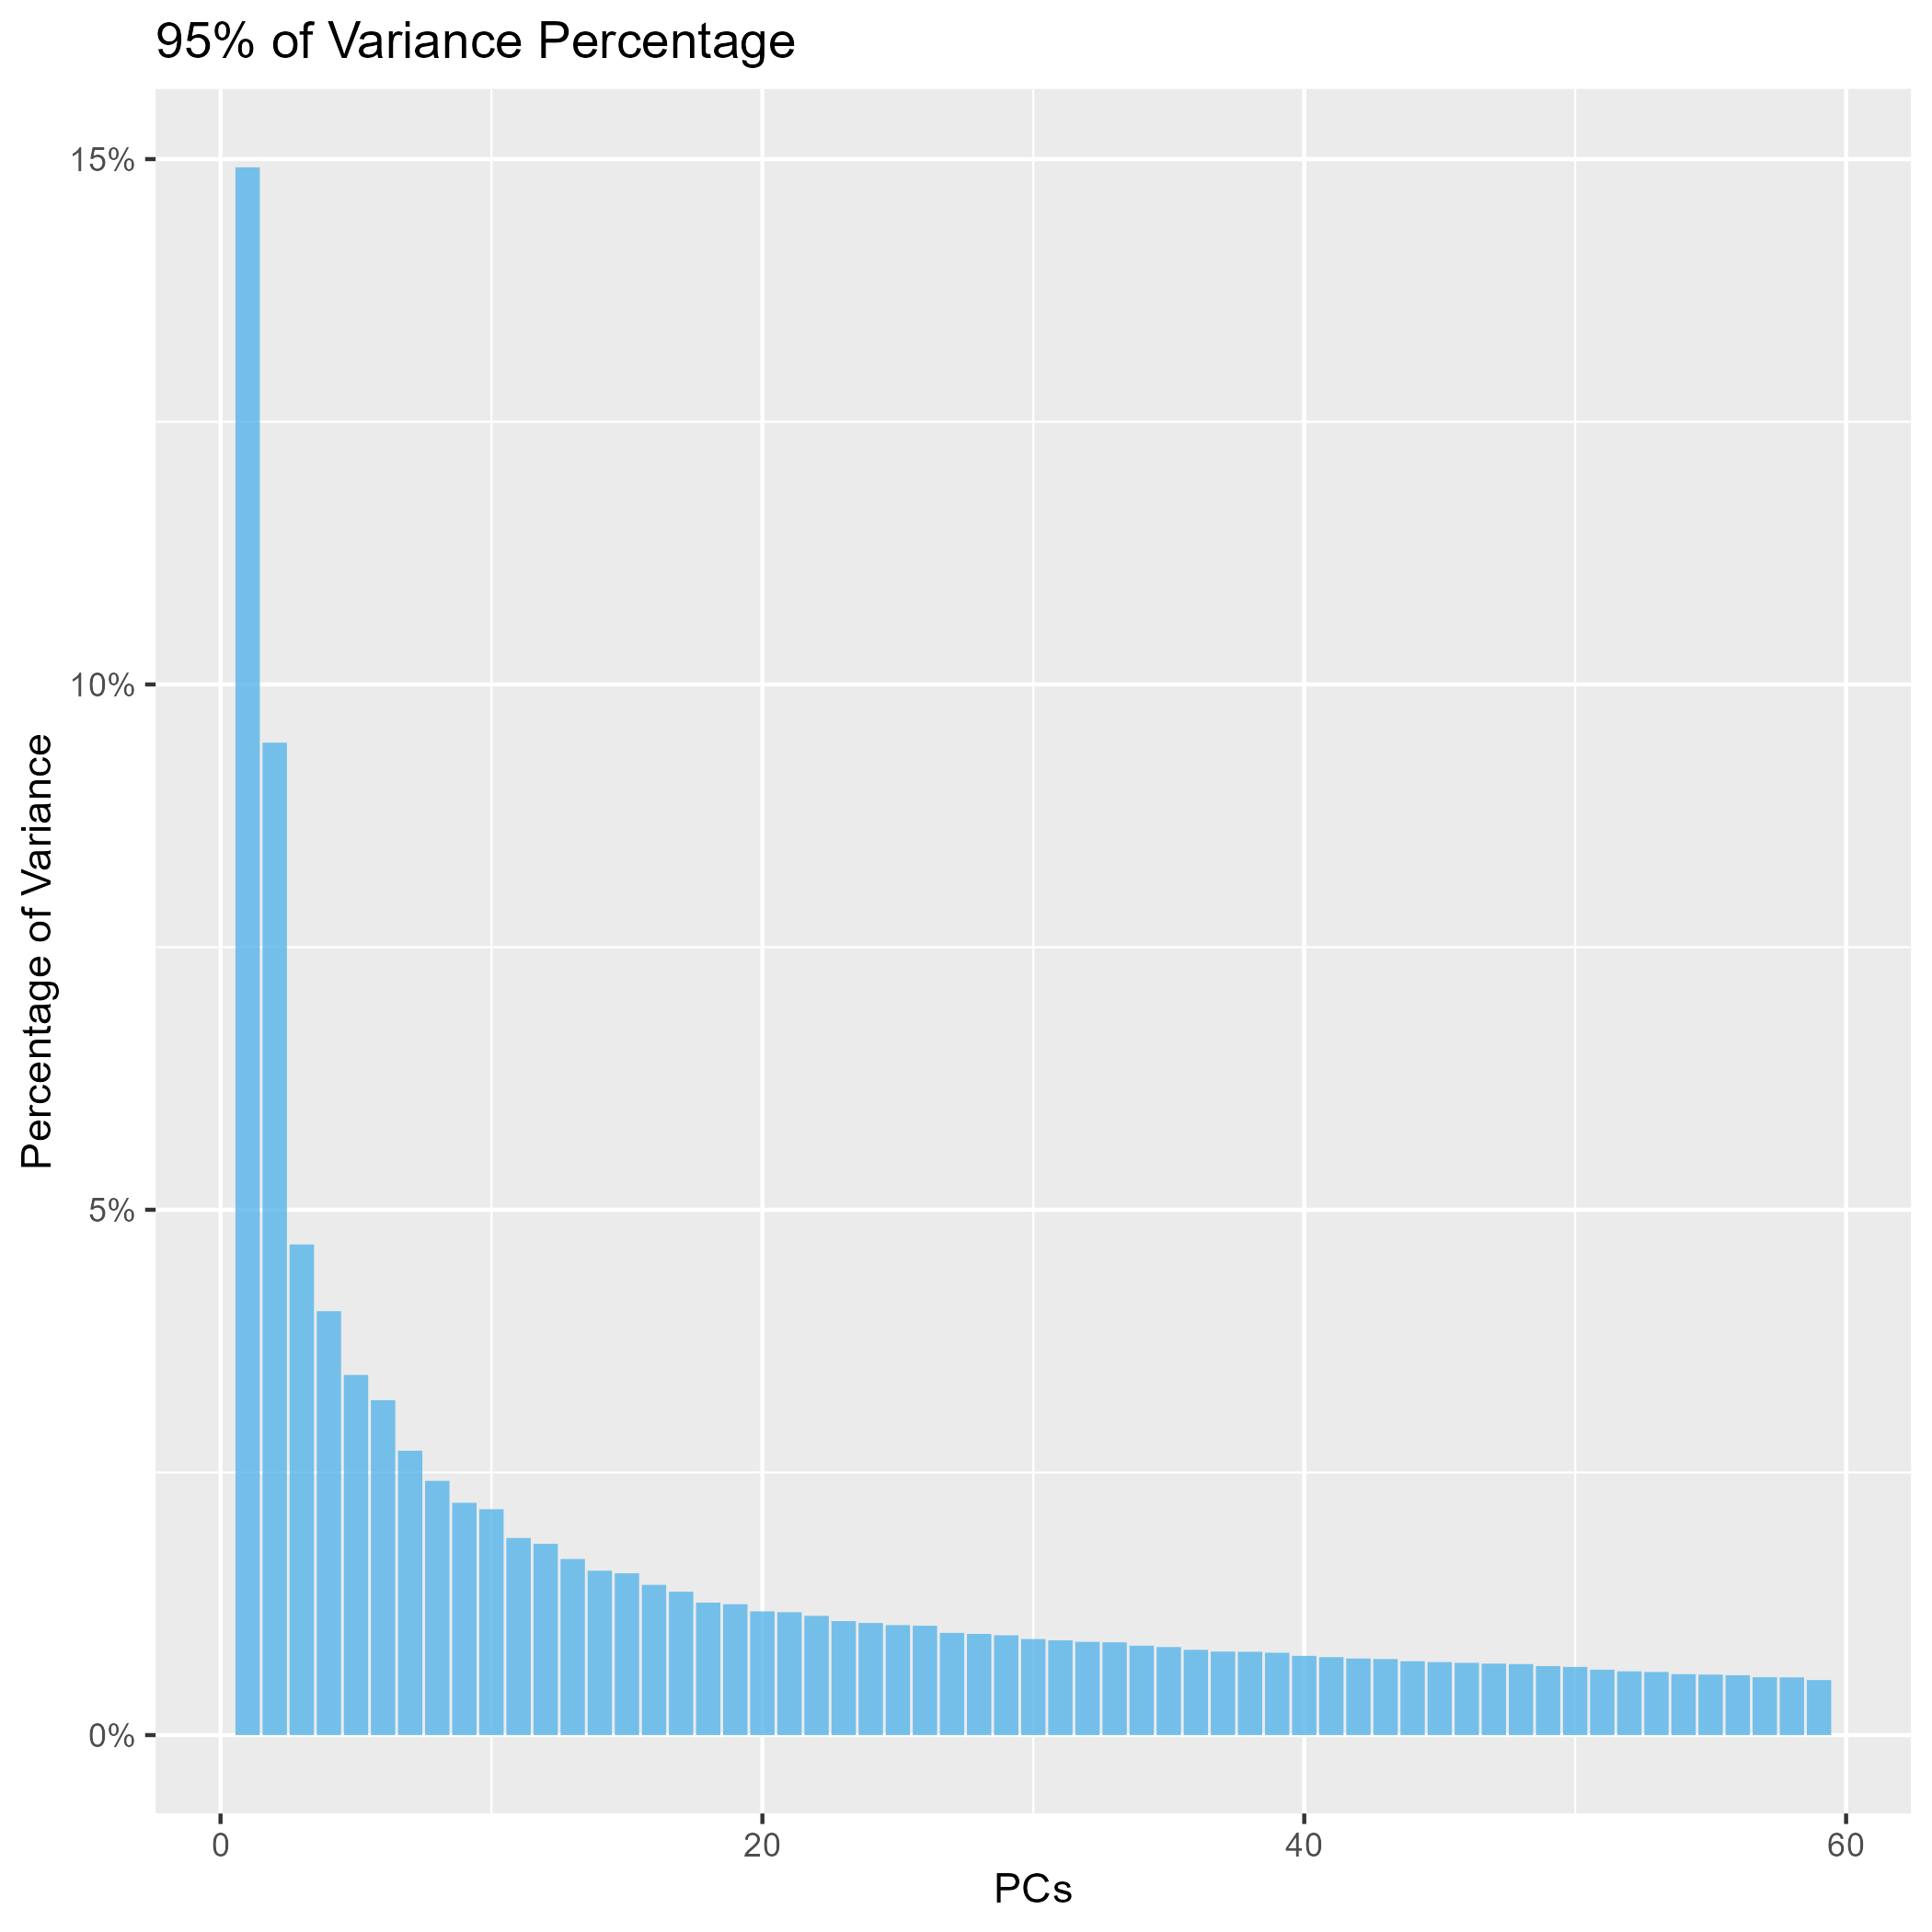 95% of Variance Percentage
Percentage of Variance
15%
10%
5%
0%
0 20 40 60
PCs